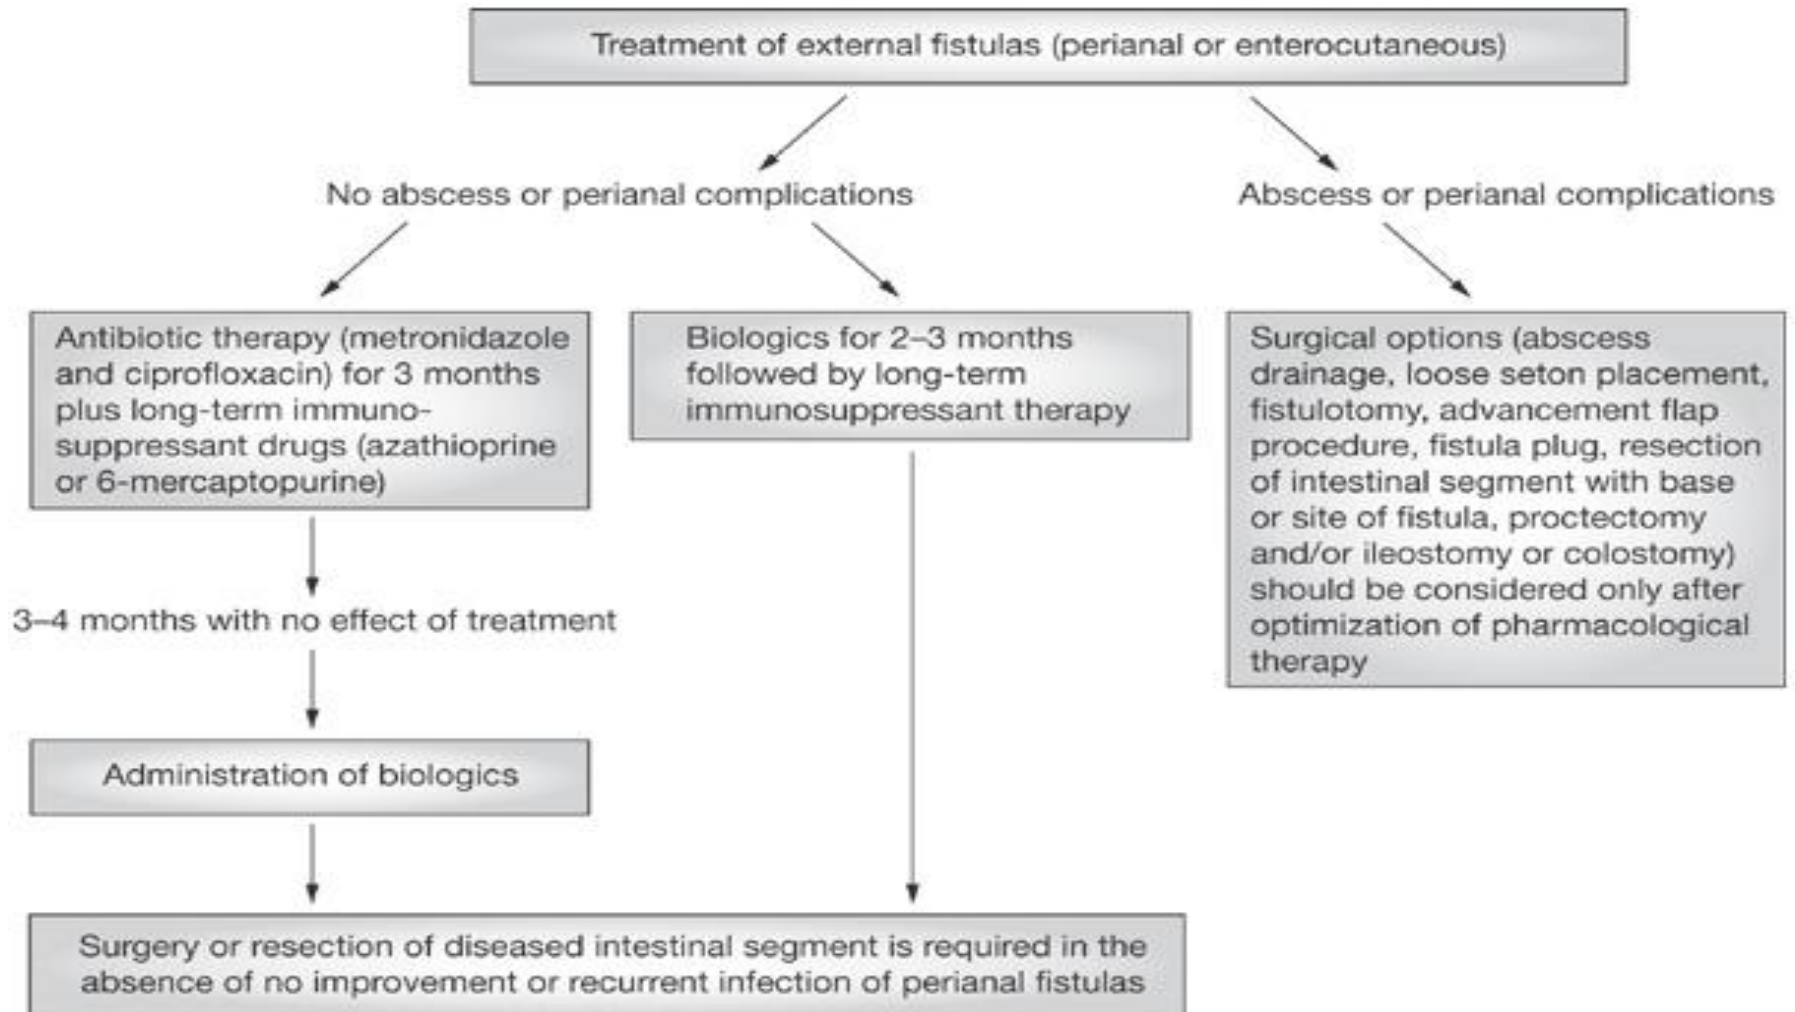 Treatment of external fistulas (perianal or enterocutaneous)
No abscess or perianal complications
Abscess or perianal complications
Antibiotic therapy (metronidazole
and ciprofloxacin) for 3 months
plus long-term immuno-
suppressant drugs (azathioprine
or 6-mercaptopurine)
Biologics for 2–3 months
followed by long-term
immunosuppressant therapy
Surgical options (abscess
drainage, loose seton placement,
fistulotomy, advancement flap
procedure, fistula plug, resection
of intestinal segment with base
or site of fistula, proctectomy
and/or ileostomy or colostomy)
should be considered only after
optimization of pharmacological
therapy
3–4 months with no effect of treatment
Administration of biologics
Surgery or resection of diseased intestinal segment is required in the
absence of no improvement or recurrent infection of perianal fistulas